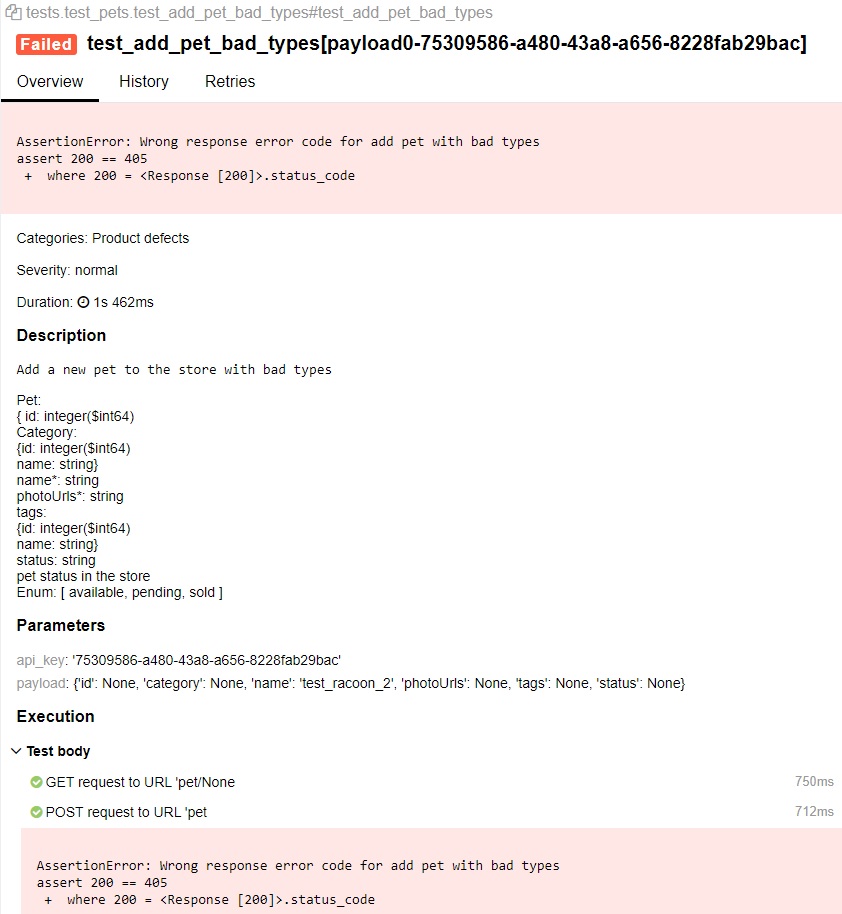 tests.test_pets.test_add_pet_bad_types#test_add_pet_bad_types
Failed test_add_pet_bad_types[payload0-75309586-a480-43a8-a656-8228fab29bac]
Overview History Retries
AssertionError: Wrong response error code for add pet with bad types
assert 200 == 405
+ where 200 = <Response [200]>.status_code
Categories: Product defects
Severity: normal
Duration: 1s 462ms
Description
Add a new pet to the store with bad types
Pet:
{ id: integer($int64)
Category:
{id: integer($int64)
name: string}
name*: string
photoUrls*: string
tags:
{id: integer($int64)
name: string}
status: string
pet status in the store
Enum: [ available, pending, sold ]
Parameters
api_key: '75309586-a480-43a8-a656-8228fab29bac'
payload: {'id': None, 'category': None, 'name': 'test_racoon_2', 'photoUrls': None, 'tags': None, 'status': None}
Execution
Test body
GET request to URL 'pet/None 750ms
POST request to URL 'pet 712ms
AssertionError: Wrong response error code for add pet with bad types
assert 200 == 405
+ where 200 = <Response [200]>.status_code